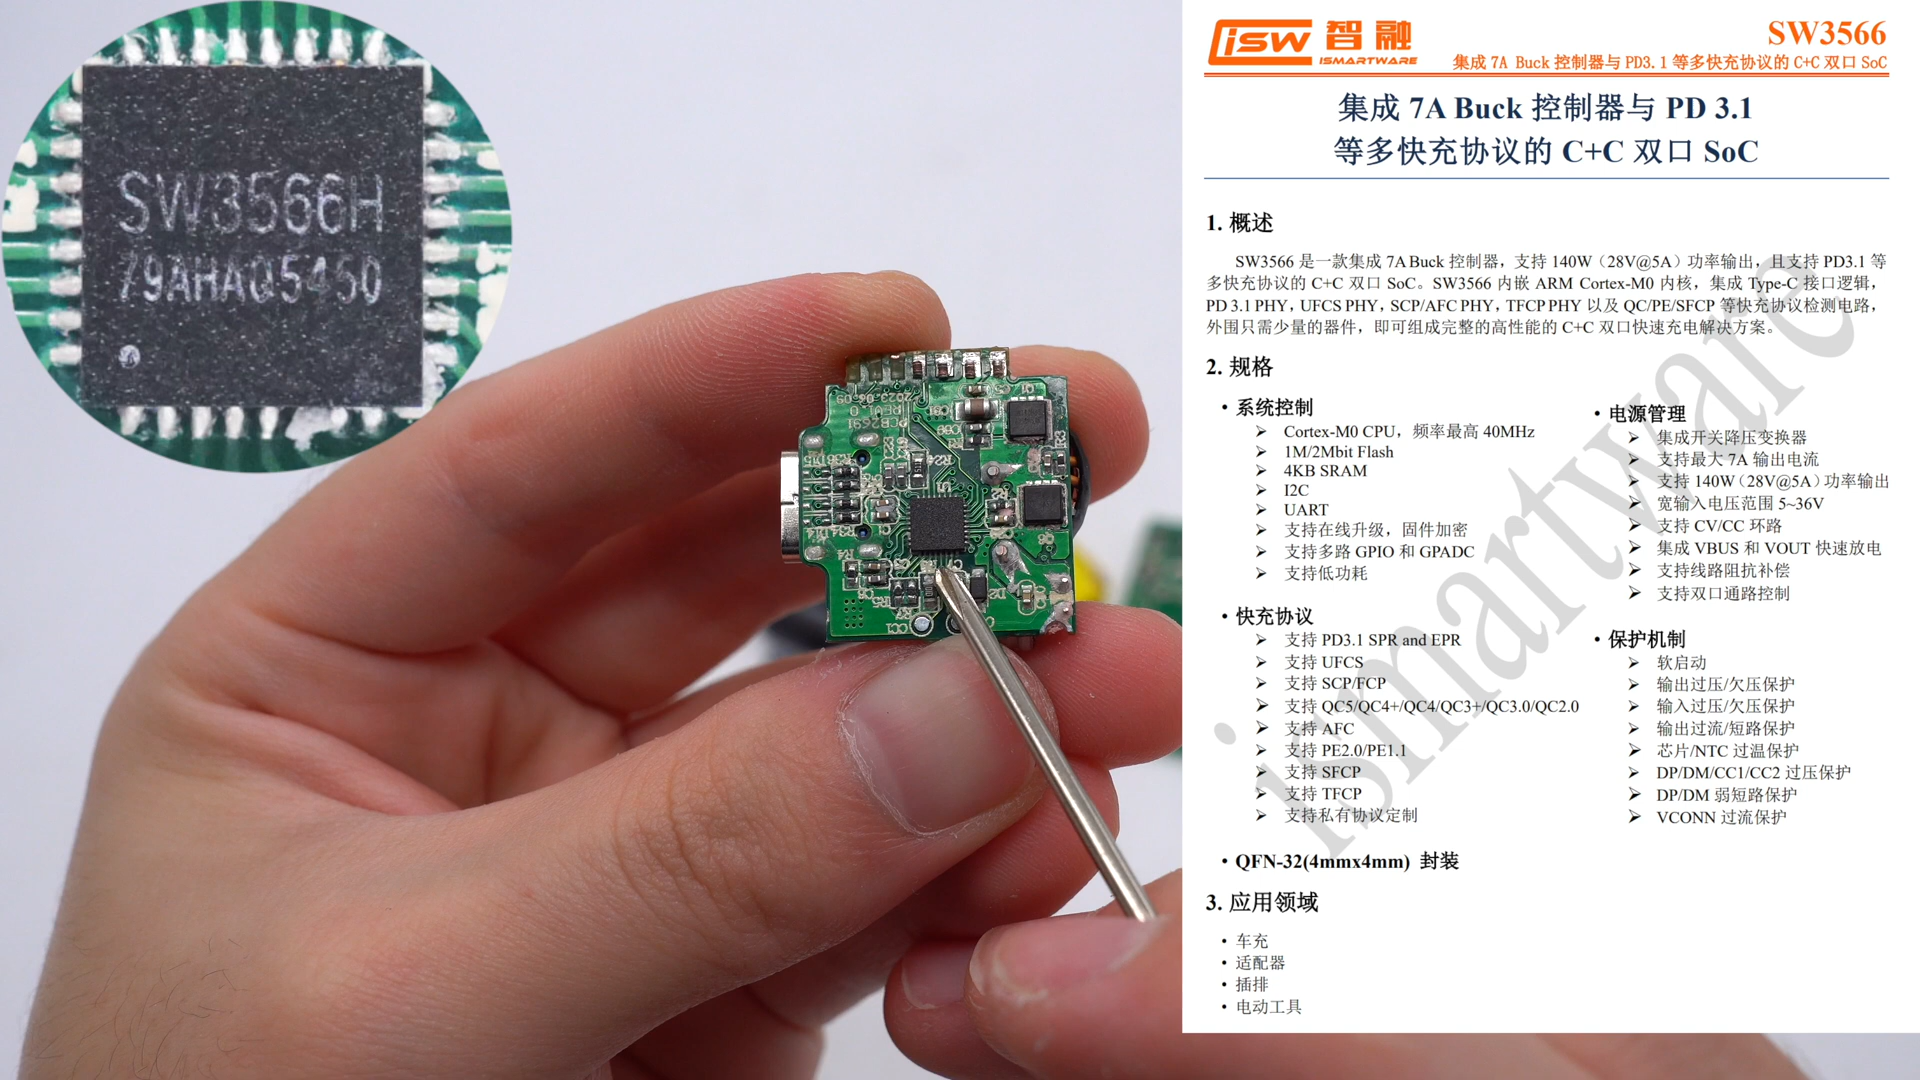 SW3566H
79AHAQ5450
isw 智融
ISMARTWARE
SW3566
集成 7A Buck 控制器与 PD3.1 等多快充协议的 C+C 双口 SoC
集成 7A Buck 控制器与 PD 3.1
等多快充协议的 C+C 双口 SoC
1. 概述
SW3566 是一款集成 7A Buck 控制器，支持 140W（28V@5A）功率输出，且支持 PD3.1 等
多快充协议的 C+C 双口 SoC。SW3566 内嵌 ARM Cortex-M0 内核，集成 Type-C 接口逻辑，
PD 3.1 PHY，UFCS PHY，SCP/AFC PHY，TFCP PHY 以及 QC/PE/SFCP 等快充协议检测电路，
外围只需少量的器件，即可组成完整的高性能的 C+C 双口快速充电解决方案。
2. 规格
• 系统控制
➢ Cortex-M0 CPU，频率最高 40MHz
➢ 1M/2Mbit Flash
➢ 4KB SRAM
➢ I2C
➢ UART
➢ 支持在线升级，固件加密
➢ 支持多路 GPIO 和 GPADC
➢ 支持低功耗
• 快充协议
➢ 支持 PD3.1 SPR and EPR
➢ 支持 UFCS
➢ 支持 SCP/FCP
➢ 支持 QC5/QC4+/QC4/QC3+/QC3.0/QC2.0
➢ 支持 AFC
➢ 支持 PE2.0/PE1.1
➢ 支持 SFCP
➢ 支持 TFCP
➢ 支持私有协议定制
• QFN-32(4mmx4mm) 封装
• 电源管理
➢ 集成开关降压变换器
➢ 支持最大 7A 输出电流
➢ 支持 140W（28V@5A）功率输出
➢ 宽输入电压范围 5~36V
➢ 支持 CV/CC 环路
➢ 集成 VBUS 和 VOUT 快速放电
➢ 支持线路阻抗补偿
➢ 支持双口通路控制
• 保护机制
➢ 软启动
➢ 输出过压/欠压保护
➢ 输入过压/欠压保护
➢ 输出过流/短路保护
➢ 芯片/NTC 过温保护
➢ DP/DM/CC1/CC2 过压保护
➢ DP/DM 弱短路保护
➢ VCONN 过流保护
3. 应用领域
• 车充
• 适配器
• 插排
• 电动工具
ismartware
2023-06-09
REV1.0
PCB2691
U1
CC1